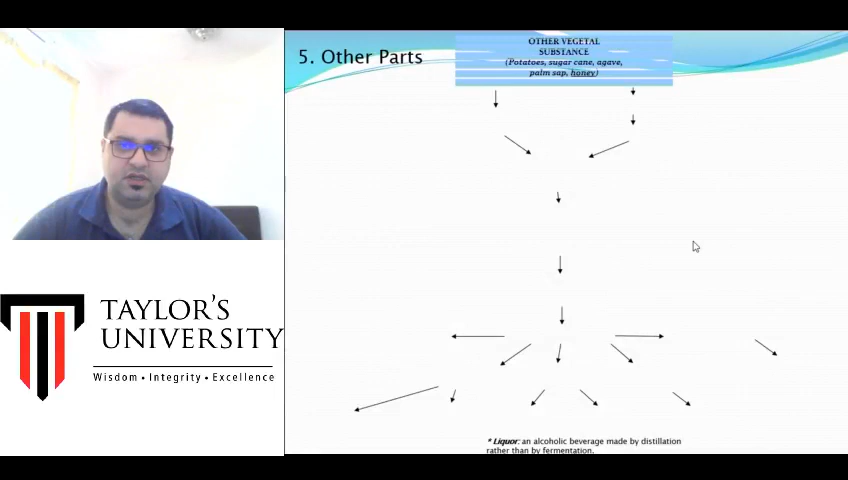 5. Other Parts
OTHER VEGETAL
SUBSTANCE
(Potatoes, sugar cane, agave,
palm sap, honey)
TAYLOR'S
UNIVERSITY
Wisdom • Integrity • Excellence
* Liquor: an alcoholic beverage made by distillation
rather than by fermentation.